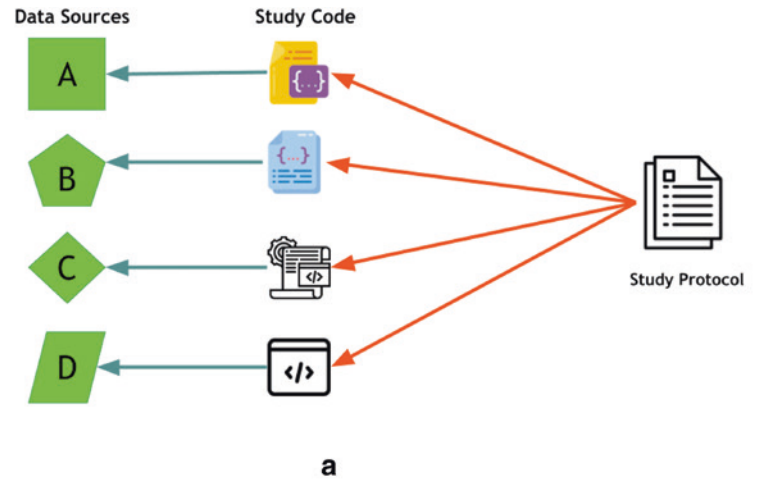 Data Sources
Study Code
A
{...}
B
{...}
C
</>
D
</>
Study Protocol
a